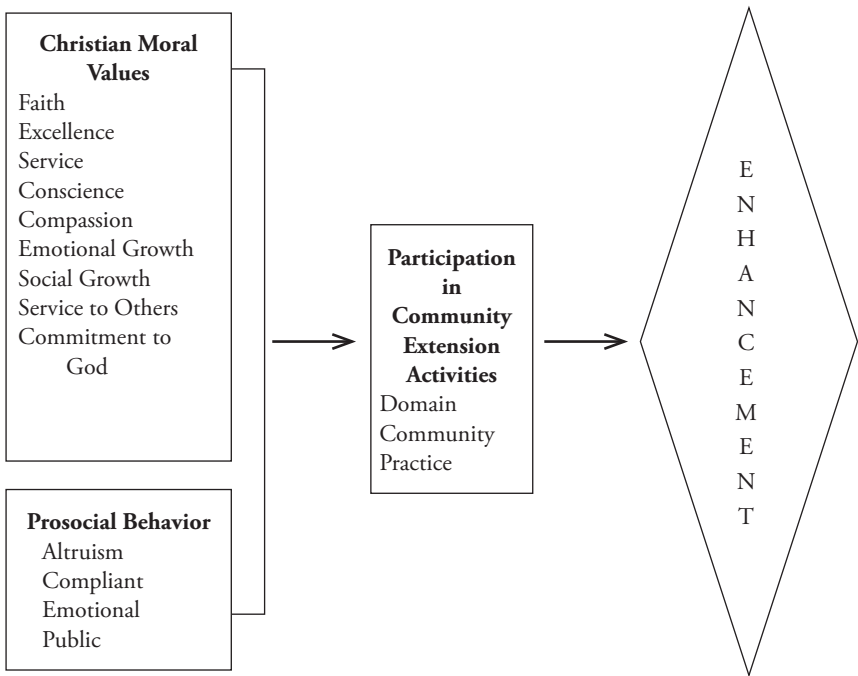 Christian Moral
Values
Faith
Excellence
Service
Conscience
Compassion
Emotional Growth
Social Growth
Service to Others
Commitment to
God
Prosocial Behavior
Altruism
Compliant
Emotional
Public
Participation
in
Community
Extension
Activities
Domain
Community
Practice
E
N
H
A
N
C
E
M
E
N
T